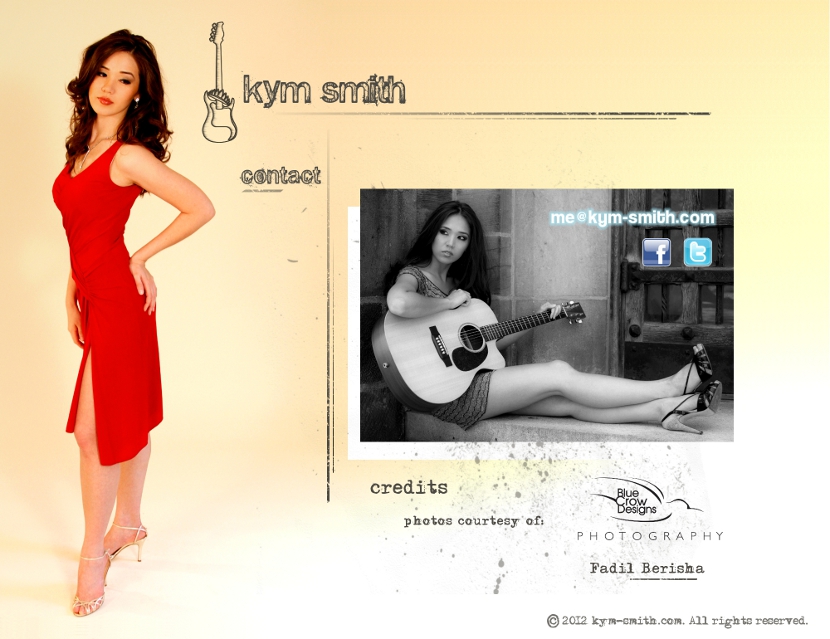 kym smith
contact
me@kym-smith.com
credits
photos courtesy of:
Blue
Crow
Designs
PHOTOGRAPHY
Fadil Berisha
© 2012 kym-smith.com. All rights reserved.